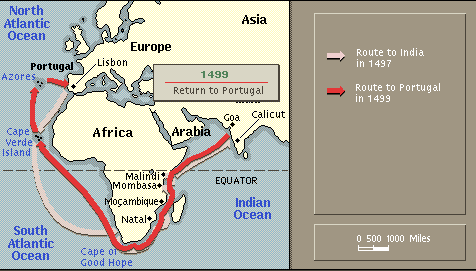 North
Atlantic
Ocean
Asia
Europe
Portugal
Lisbon
Azores
1499
Return to Portugal
Goa
Calicut
Cape
Verde
Island
Africa
Arabia
Malindi
Mombasa
EQUATOR
Moçambique
Indian
Ocean
Natal
South
Atlantic
Ocean
Cape of
Good Hope
Route to India
in 1497
Route to Portugal
in 1499
0 500 1000 Miles